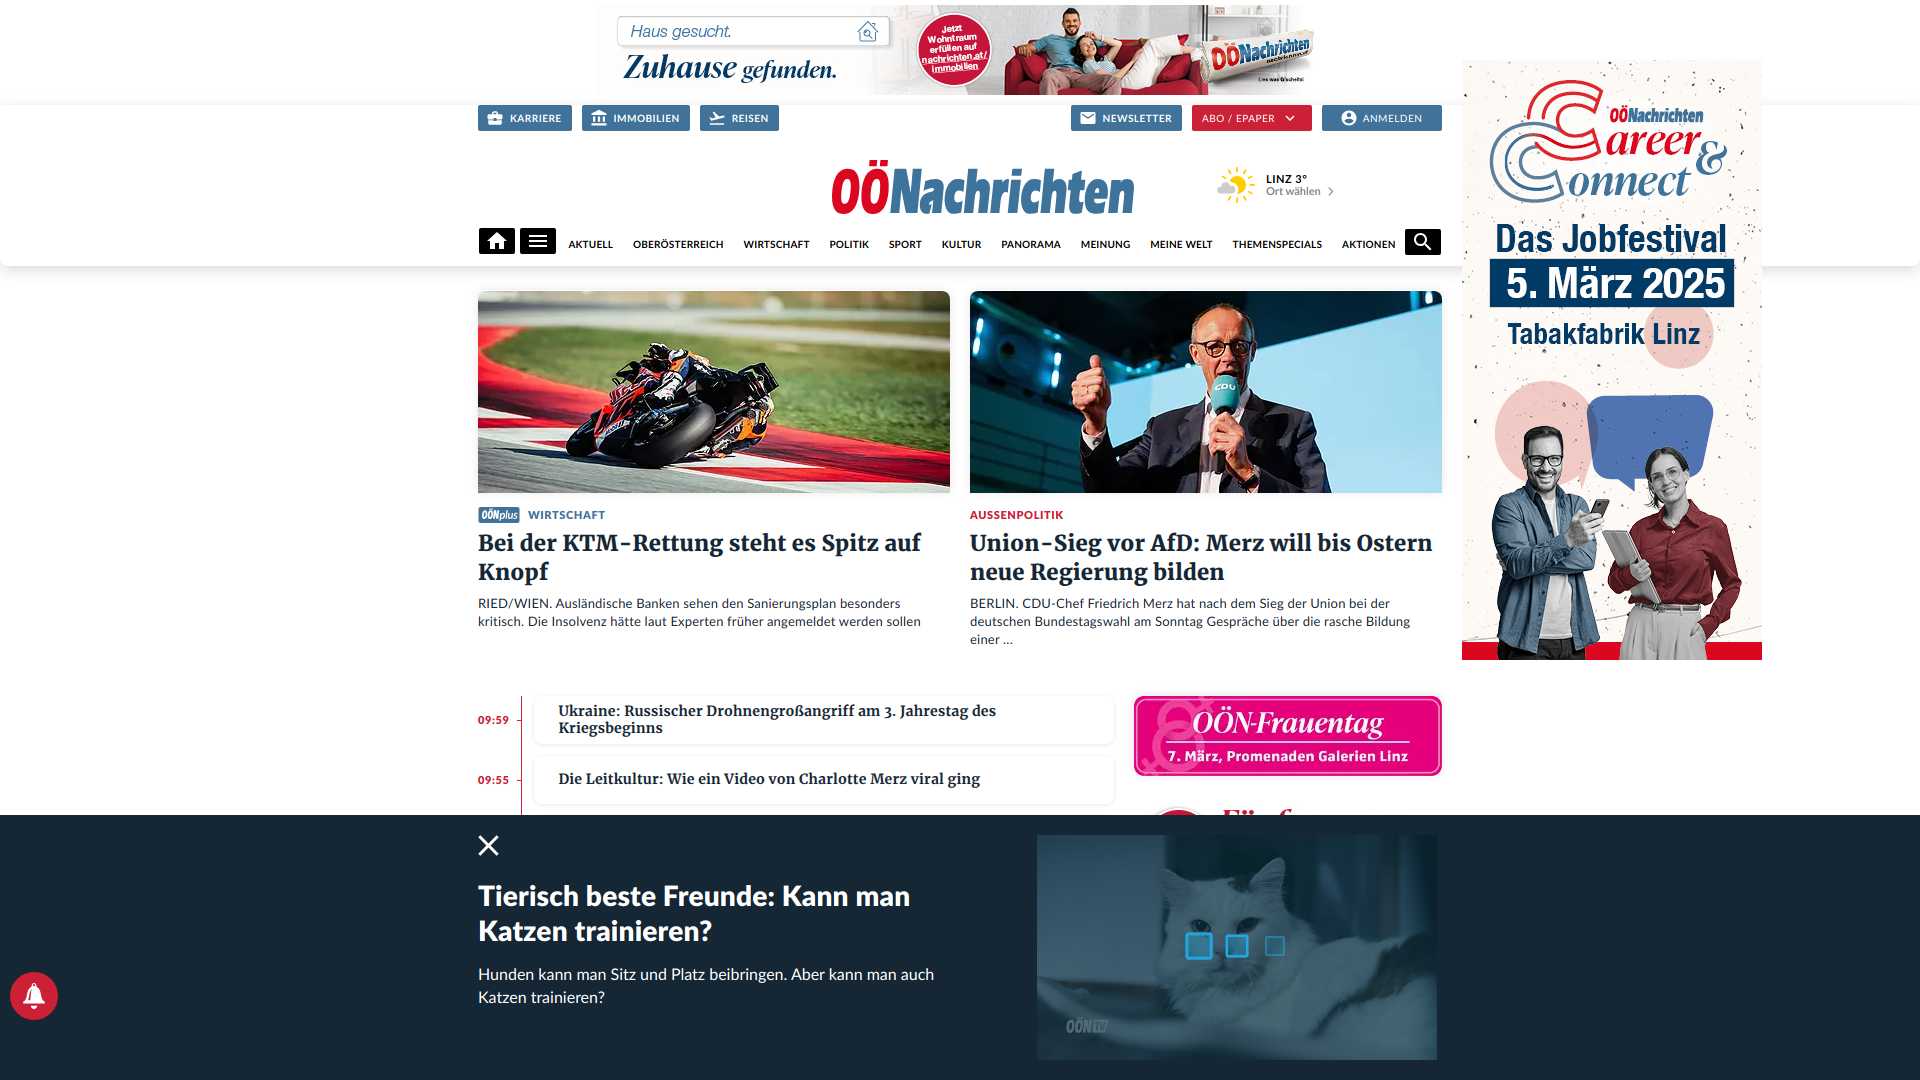 Haus gesucht.
Zuhause gefunden.
Jetzt
Wohntraum
erfüllen auf
nachrichten.at/
immobilien
OÖNachrichten
Lies was G'scheits!
KARRIERE
IMMOBILIEN
REISEN
NEWSLETTER
ABO / EPAPER
ANMELDEN
OÖNachrichten
LINZ 3°
Ort wählen
AKTUELL
OBERÖSTERREICH
WIRTSCHAFT
POLITIK
SPORT
KULTUR
PANORAMA
MEINUNG
MEINE WELT
THEMENSPECIALS
AKTIONEN
OÖNachrichten
Career &
Connect
Das Jobfestival
5. März 2025
Tabakfabrik Linz
CDU
OÖNplus WIRTSCHAFT
Bei der KTM-Rettung steht es Spitz auf
Knopf
RIED/WIEN. Ausländische Banken sehen den Sanierungsplan besonders
kritisch. Die Insolvenz hätte laut Experten früher angemeldet werden sollen
AUSSENPOLITIK
Union-Sieg vor AfD: Merz will bis Ostern
neue Regierung bilden
BERLIN. CDU-Chef Friedrich Merz hat nach dem Sieg der Union bei der
deutschen Bundestagswahl am Sonntag Gespräche über die rasche Bildung
einer ...
09:59
Ukraine: Russischer Drohnengroßangriff am 3. Jahrestag des
Kriegsbeginns
09:55
Die Leitkultur: Wie ein Video von Charlotte Merz viral ging
OÖN-Frauentag
7. März, Promenaden Galerien Linz
Tierisch beste Freunde: Kann man
Katzen trainieren?
Hunden kann man Sitz und Platz beibringen. Aber kann man auch
Katzen trainieren?
OÖNTV